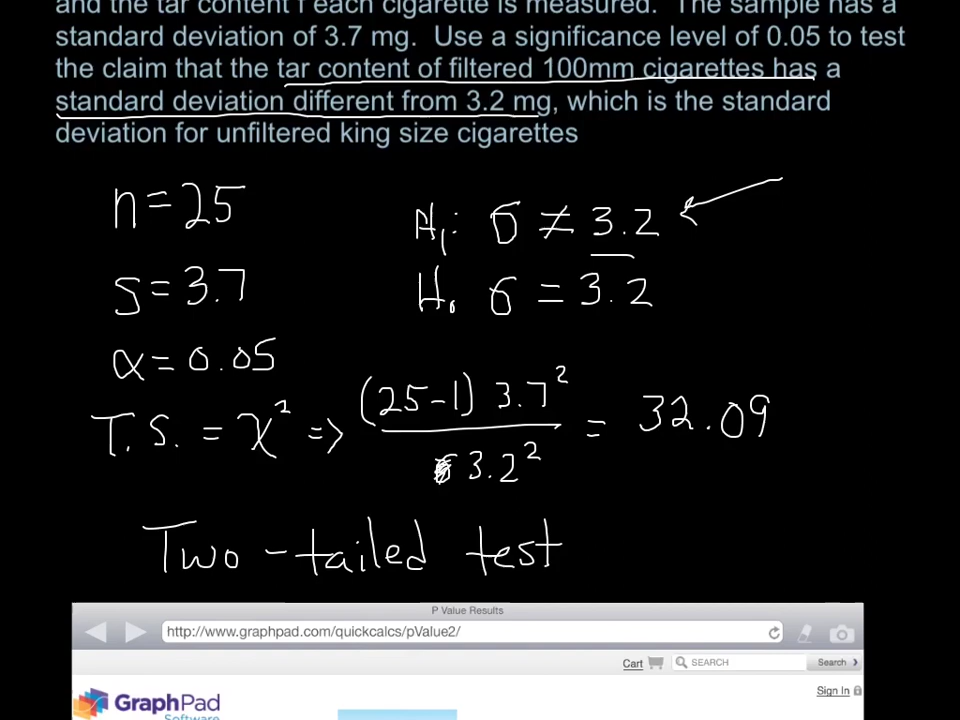 and the tar content f each cigarette is measured. The sample has a
standard deviation of 3.7 mg. Use a significance level of 0.05 to test
the claim that the tar content of filtered 100mm cigarettes has a
standard deviation different from 3.2 mg, which is the standard
deviation for unfiltered king size cigarettes
n=25
H₁: σ ≠ 3.2
s=3.7
H₀ σ = 3.2
α=0.05
T.S. = χ² => (25-1) 3.7² / 3.2² = 32.09
Two-tailed test
P Value Results
http://www.graphpad.com/quickcalcs/pValue2/
Cart SEARCH Search
Sign In
GraphPad
Software